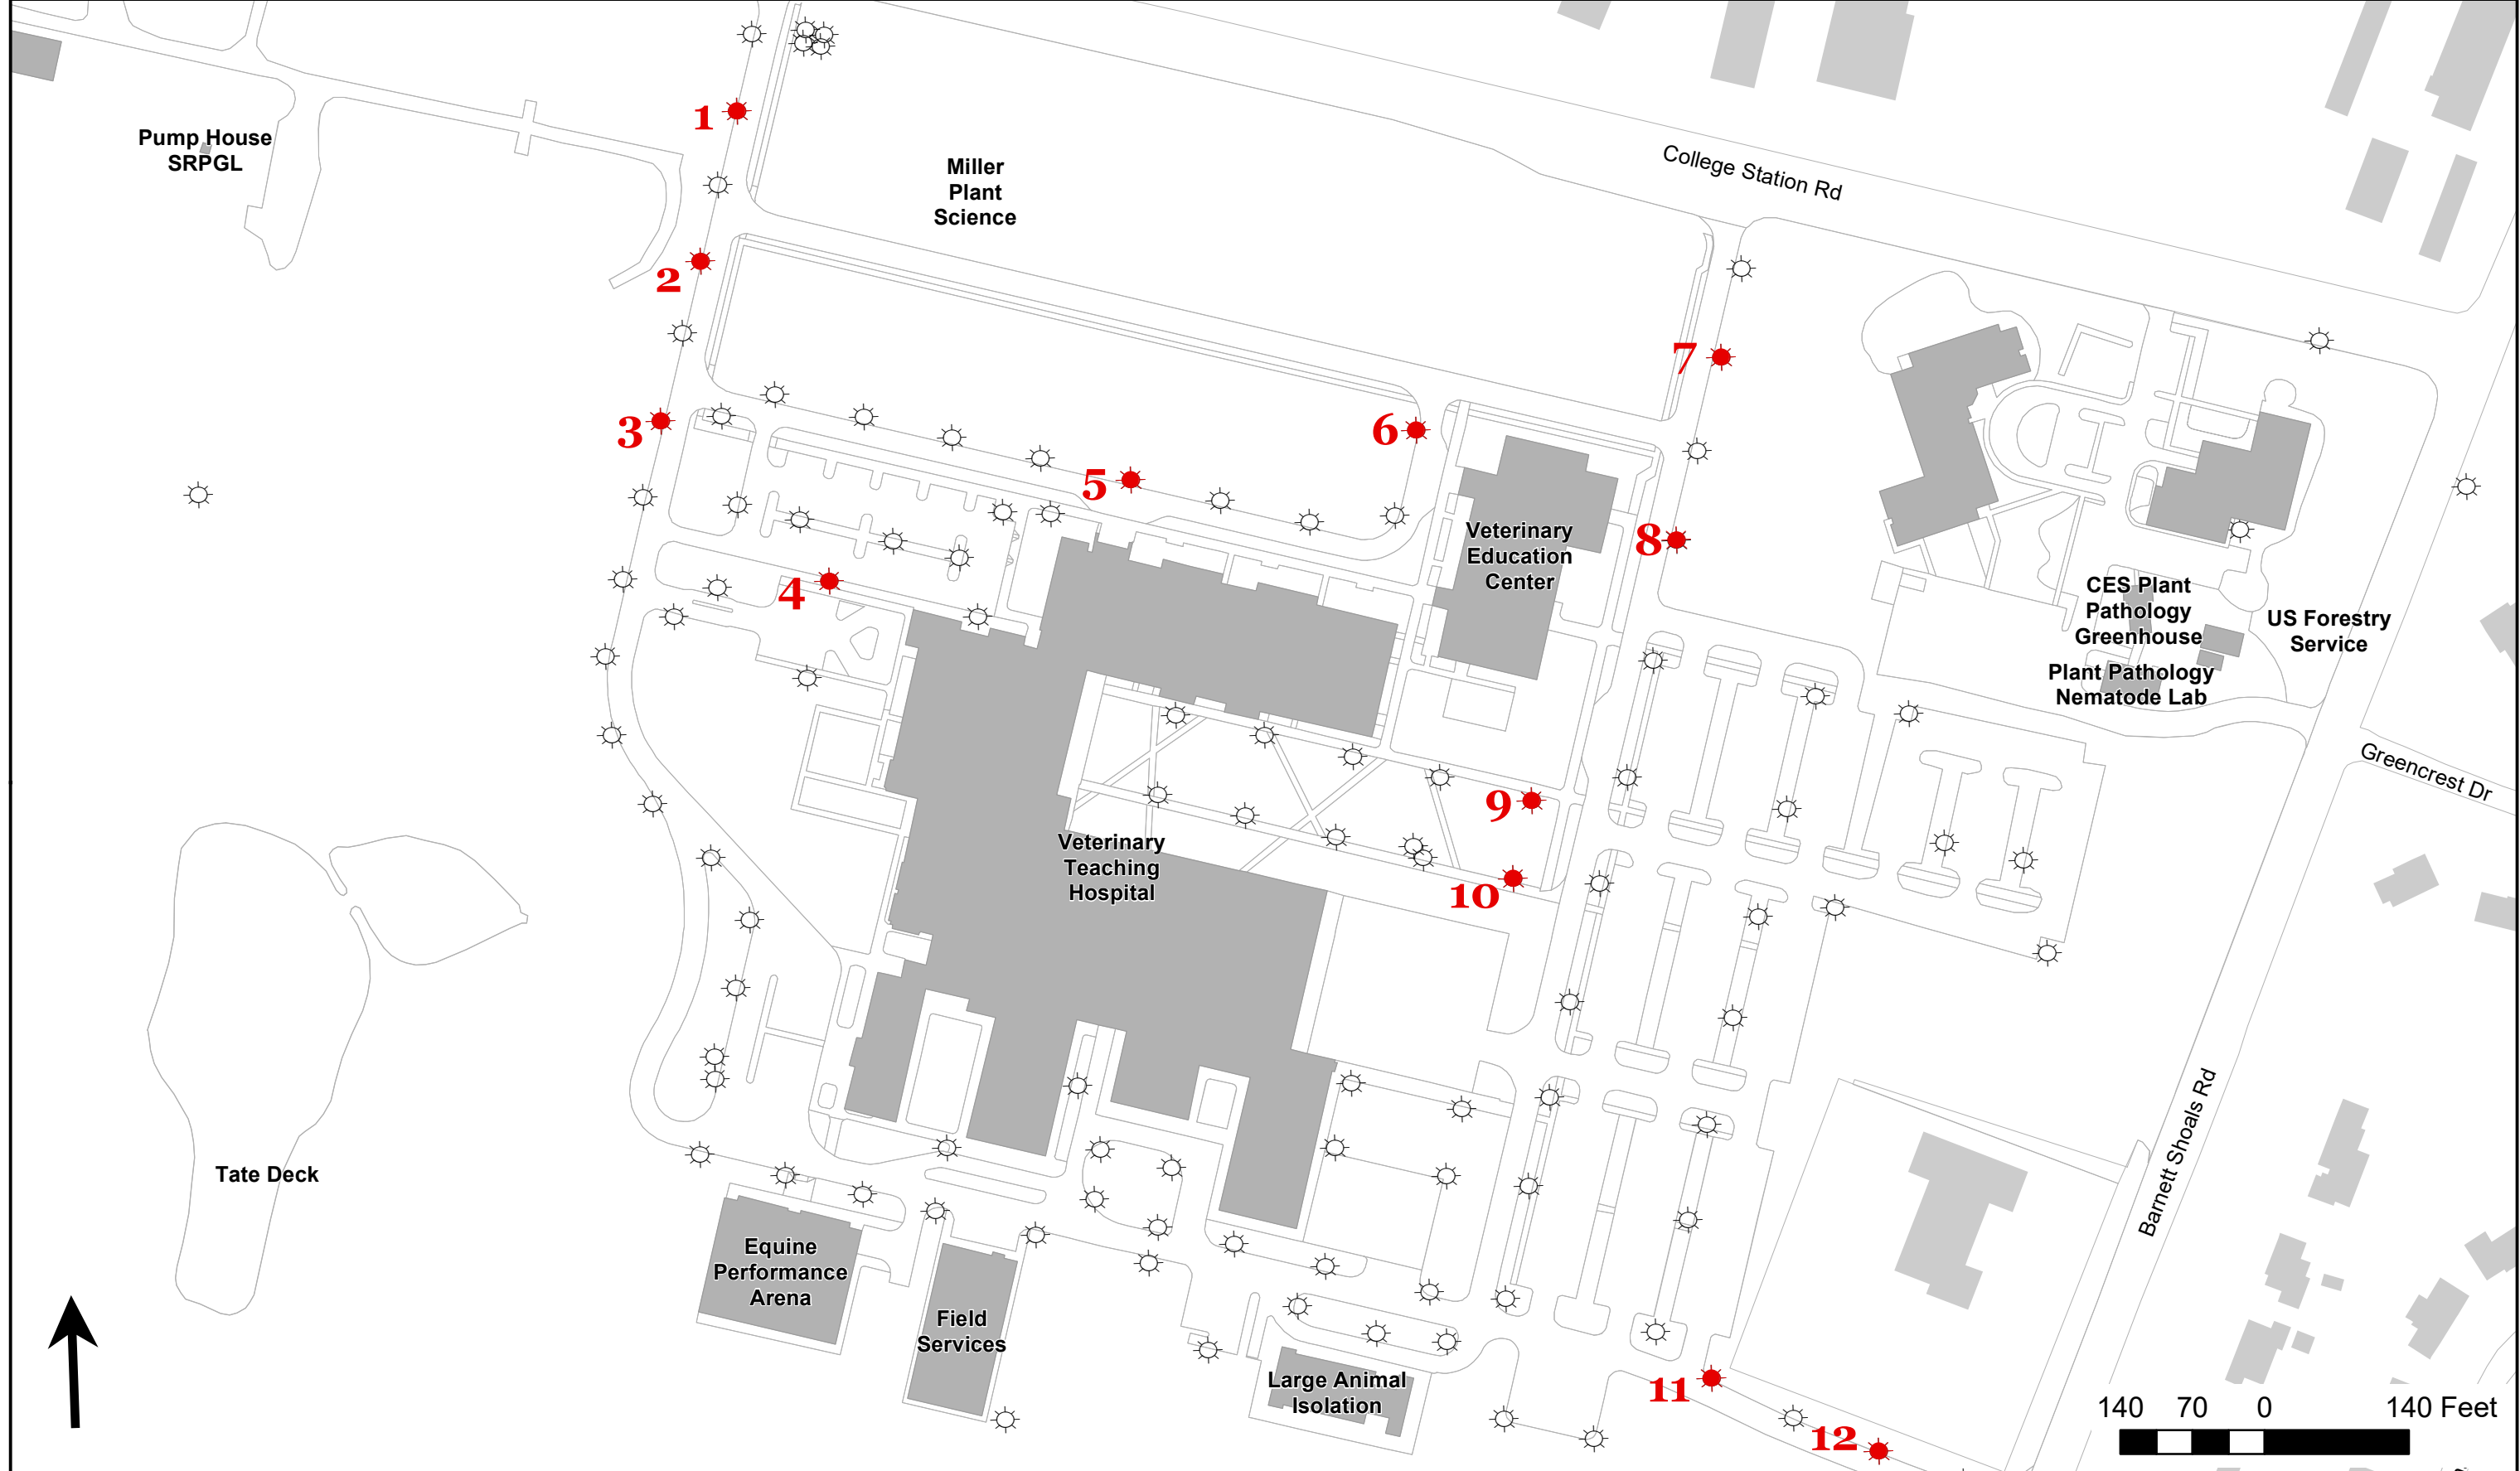 1
Pump House
SRPGL
Miller
Plant
Science
College Station Rd
2
7
3
6
5
Veterinary
Education
Center
8
4
CES Plant
Pathology
Greenhouse
US Forestry
Service
Plant Pathology
Nematode Lab
Greencrest Dr
9
Veterinary
Teaching
Hospital
10
Barnett Shoals Rd
Tate Deck
Equine
Performance
Arena
Field
Services
Large Animal
Isolation
11
140 70 0 140 Feet
12